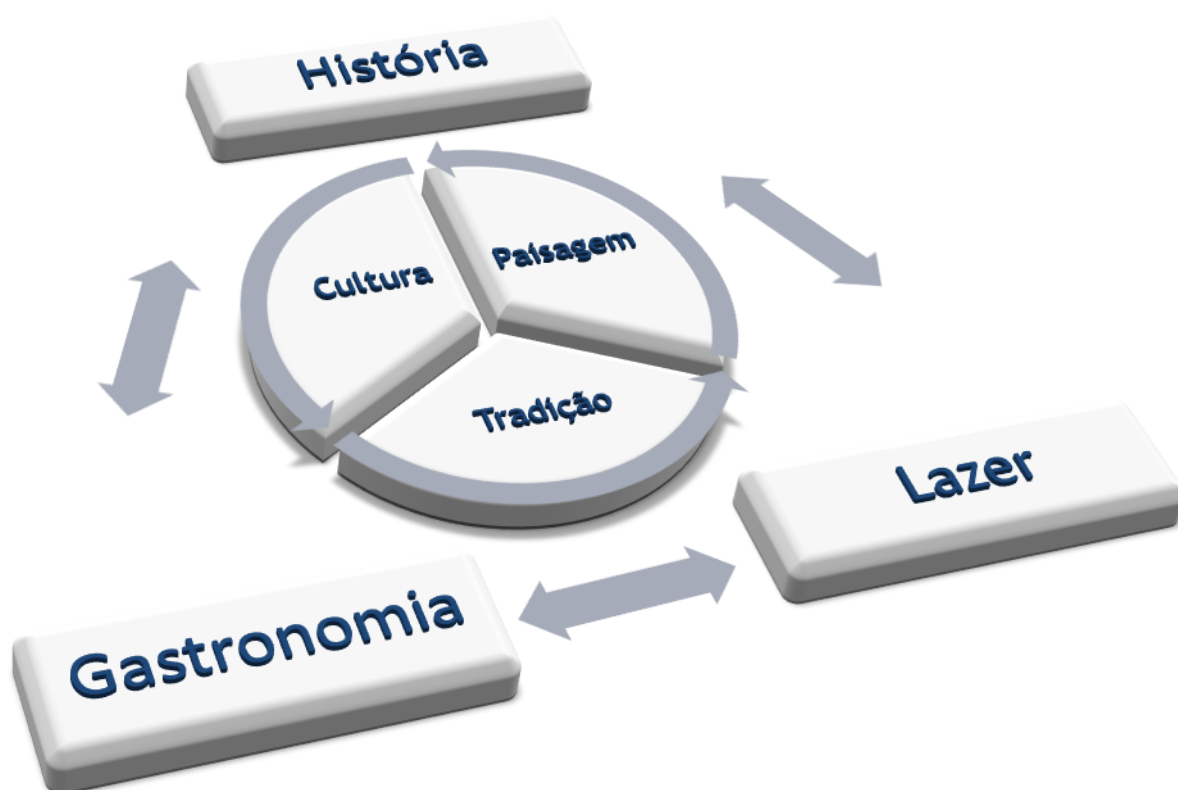 História
Cultura
Paisagem
Tradição
Lazer
Gastronomia